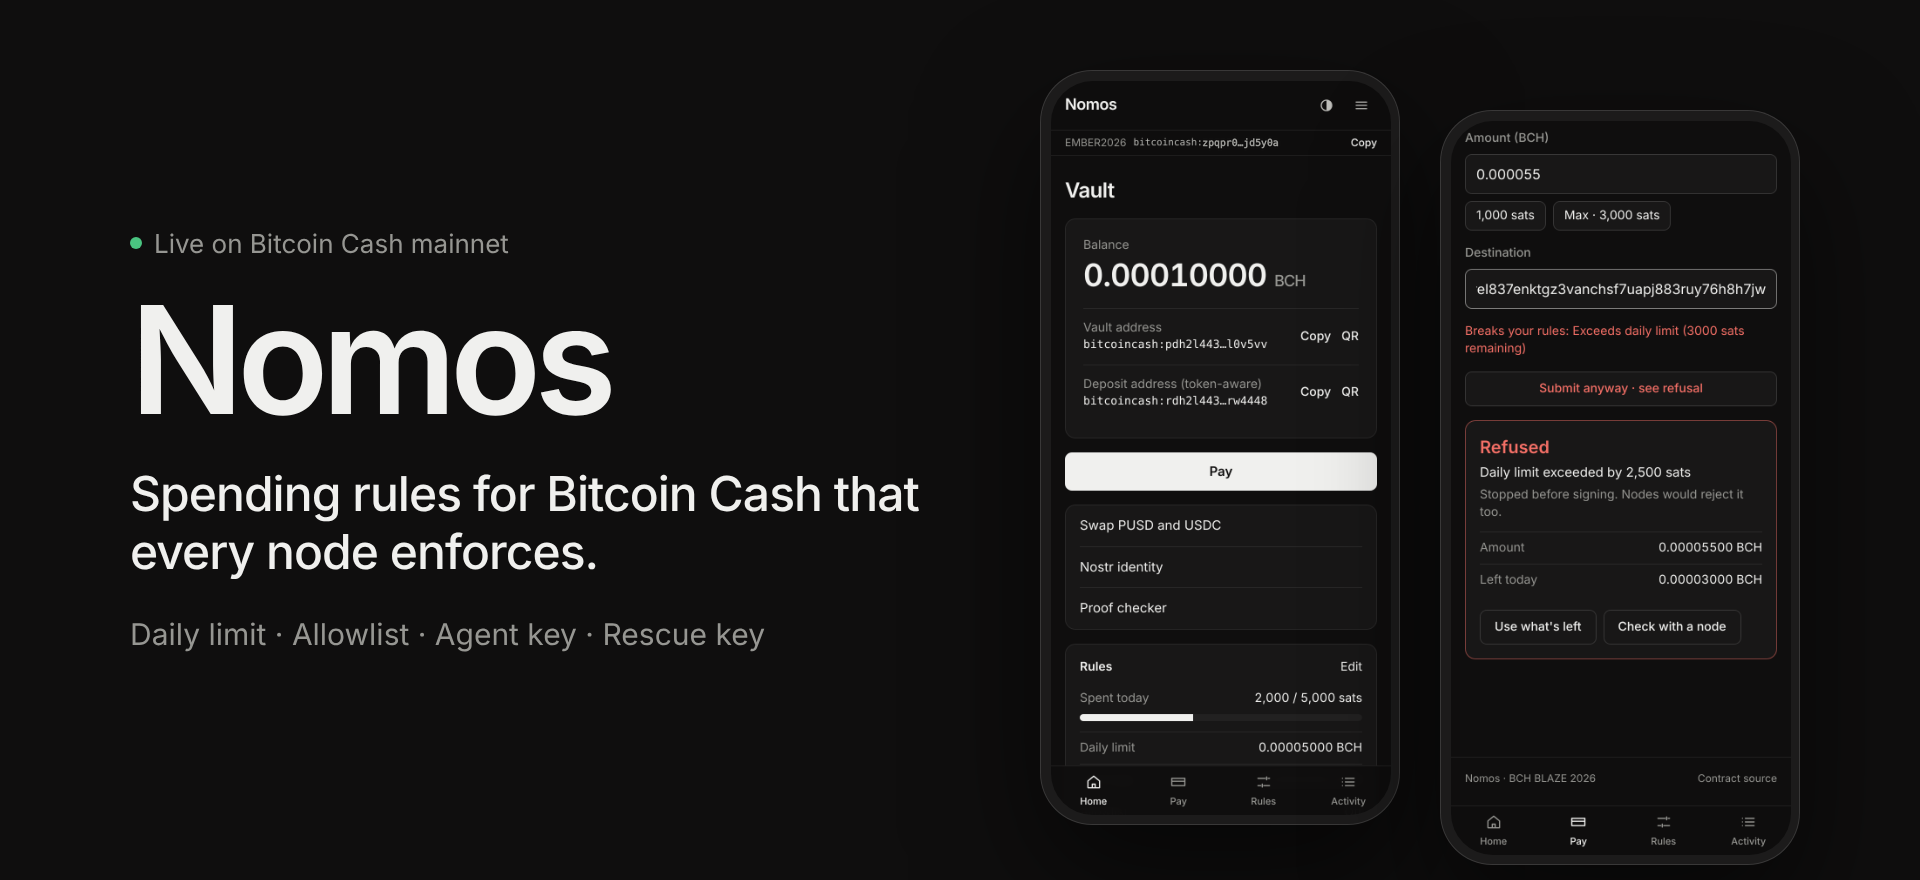 Live on Bitcoin Cash mainnet
Nomos
Spending rules for Bitcoin Cash that
every node enforces.
Daily limit · Allowlist · Agent key · Rescue key
Nomos
EMBER2026 bitcoincash:zpqpr0…jd5y0a Copy
Vault
Balance
0.00010000 BCH
Vault address
bitcoincash:pdh2l443…l0v5vv Copy QR
Deposit address (token-aware)
bitcoincash:rdh2l443…rw4448 Copy QR
Pay
Swap PUSD and USDC
Nostr identity
Proof checker
Rules Edit
Spent today 2,000 / 5,000 sats
Daily limit 0.00005000 BCH
Home Pay Rules Activity
Amount (BCH)
0.000055
1,000 sats Max · 3,000 sats
Destination
el837enktgz3vanchsf7uapj883ruy76h8h7jw
Breaks your rules: Exceeds daily limit (3000 sats
remaining)
Submit anyway · see refusal
Refused
Daily limit exceeded by 2,500 sats
Stopped before signing. Nodes would reject it
too.
Amount 0.00005500 BCH
Left today 0.00003000 BCH
Use what's left Check with a node
Nomos · BCH BLAZE 2026 Contract source
Home Pay Rules Activity